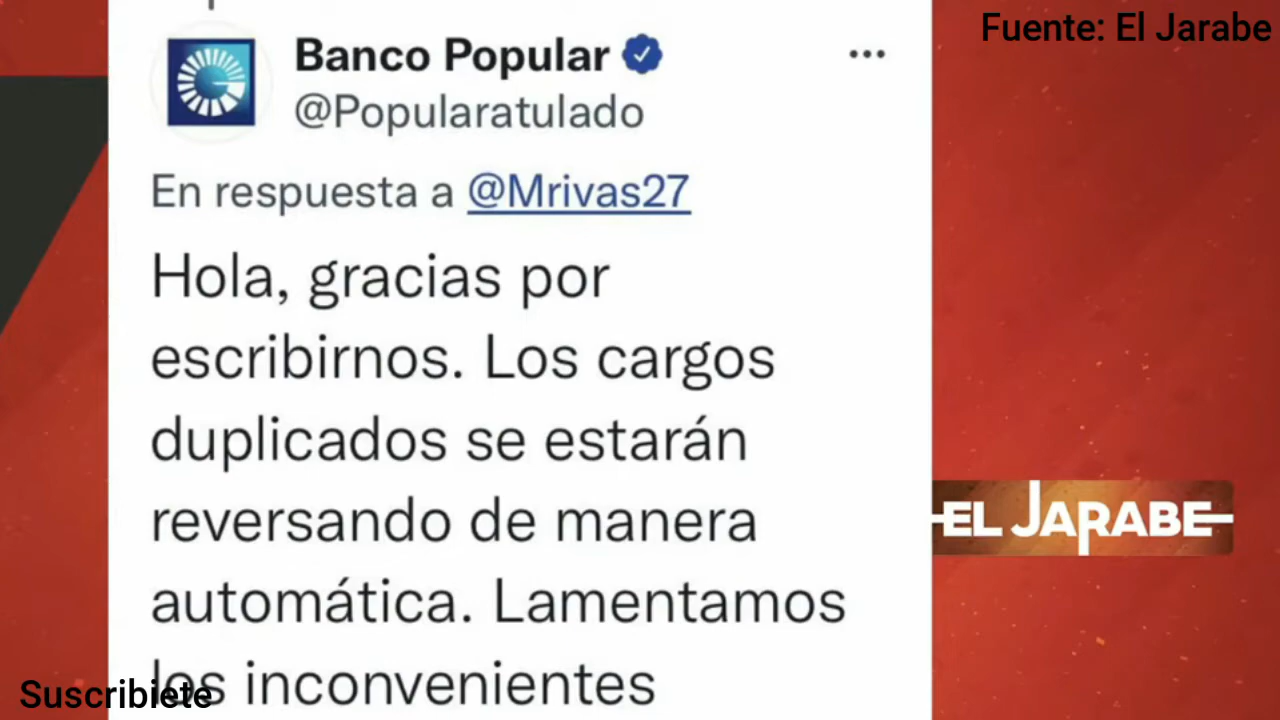 Fuente: El Jarabe
Banco Popular
@Popularatulado
En respuesta a @Mrivas27
Hola, gracias por
escribirnos. Los cargos
duplicados se estarán
reversando de manera
automática. Lamentamos
los inconvenientes
EL JARABE
Suscribiete